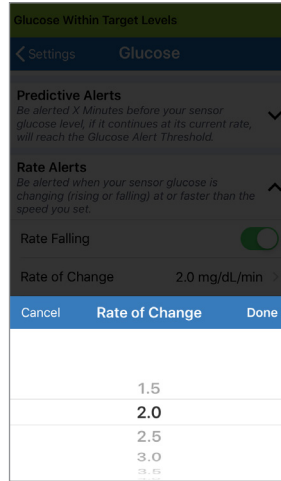 Glucose Within Target Levels
Settings Glucose
Predictive Alerts
Be alerted X Minutes before your sensor
glucose level, if it continues at its current rate,
will reach the Glucose Alert Threshold.
Rate Alerts
Be alerted when your sensor glucose is
changing (rising or falling) at or faster than the
speed you set.
Rate Falling
Rate of Change 2.0 mg/dL/min
Cancel Rate of Change Done
1.5
2.0
2.5
3.0
3.5